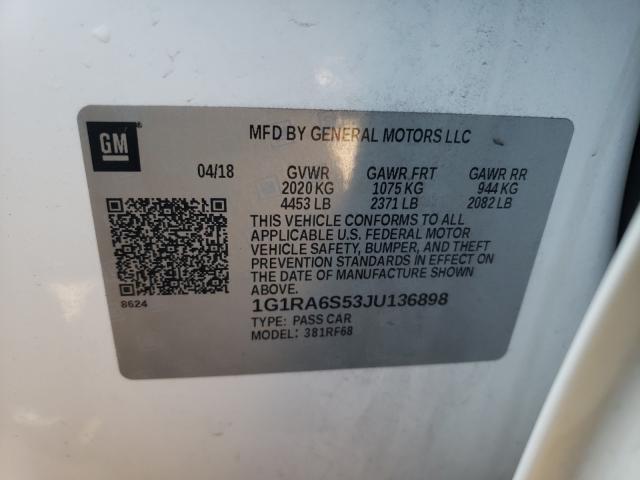 GM
MFD BY GENERAL MOTORS LLC
04/18 GVWR GAWR FRT GAWR RR
2020 KG 1075 KG 944 KG
4453 LB 2371 LB 2082 LB
THIS VEHICLE CONFORMS TO ALL
APPLICABLE U.S. FEDERAL MOTOR
VEHICLE SAFETY, BUMPER, AND THEFT
PREVENTION STANDARDS IN EFFECT ON
THE DATE OF MANUFACTURE SHOWN
ABOVE.
8624
1G1RA6S53JU136898
TYPE: PASS CAR
MODEL: 381RF68